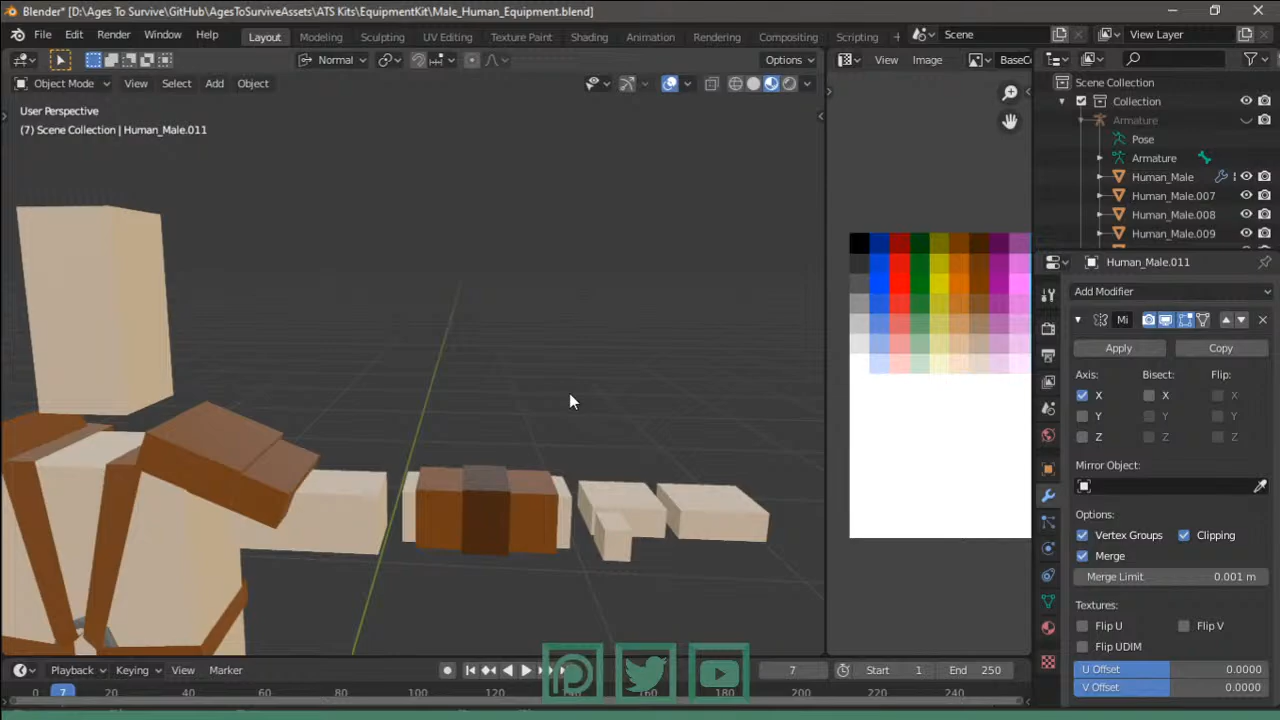 Blender* [D:\Ages To Survive\GitHub\AgesToSurviveAssets\ATS Kits\EquipmentKit\Male_Human_Equipment.blend]
File Edit Render Window Help Layout Modeling Sculpting UV Editing Texture Paint Shading Animation Rendering Compositing Scripting + Scene View Layer
Normal Options View Image BaseC
Object Mode View Select Add Object
User Perspective
(7) Scene Collection | Human_Male.011
Scene Collection
Collection
Armature
Pose
Armature
Human_Male
Human_Male.007
Human_Male.008
Human_Male.009
Human_Male.011
Add Modifier
Mi
Apply Copy
Axis: Bisect: Flip:
X X X
Y Y Y
Z Z Z
Mirror Object:
Options:
Vertex Groups Clipping
Merge
Merge Limit 0.001 m
Textures:
Flip U Flip V
Flip UDIM
U Offset 0.0000
V Offset 0.0000
Playback Keying View Marker 7 Start 1 End 250
0 7 20 40 60 80 100 120 160 180 200 220 240